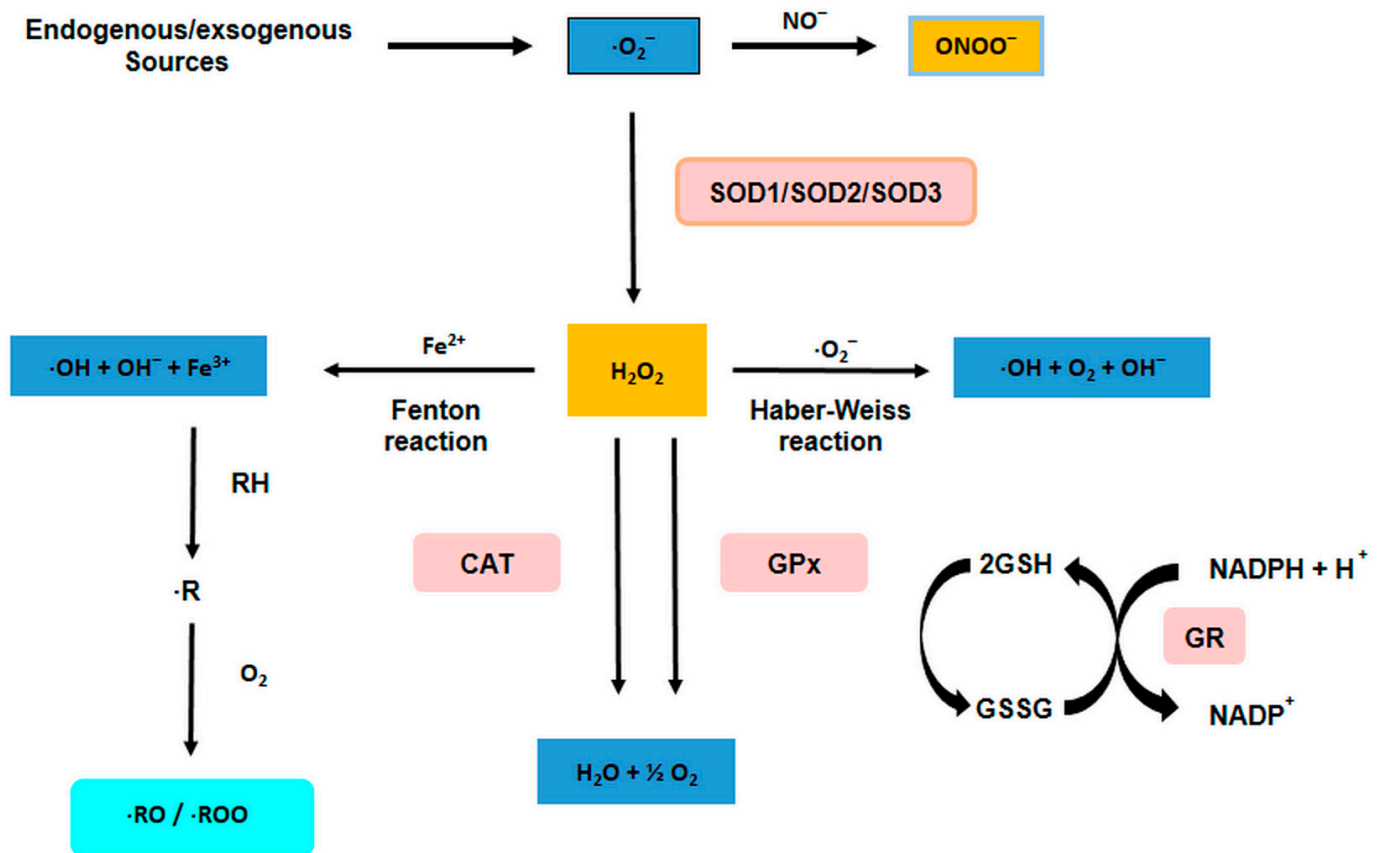 Endogenous/exsogenous
Sources
·O₂⁻
NO⁻
ONOO⁻
SOD1/SOD2/SOD3
·OH + OH⁻ + Fe³⁺
Fe²⁺
Fenton
reaction
H₂O₂
·O₂⁻
Haber-Weiss
reaction
·OH + O₂ + OH⁻
RH
·R
O₂
·RO / ·ROO
CAT
GPx
H₂O + ½ O₂
2GSH
NADPH + H⁺
GR
GSSG
NADP⁺